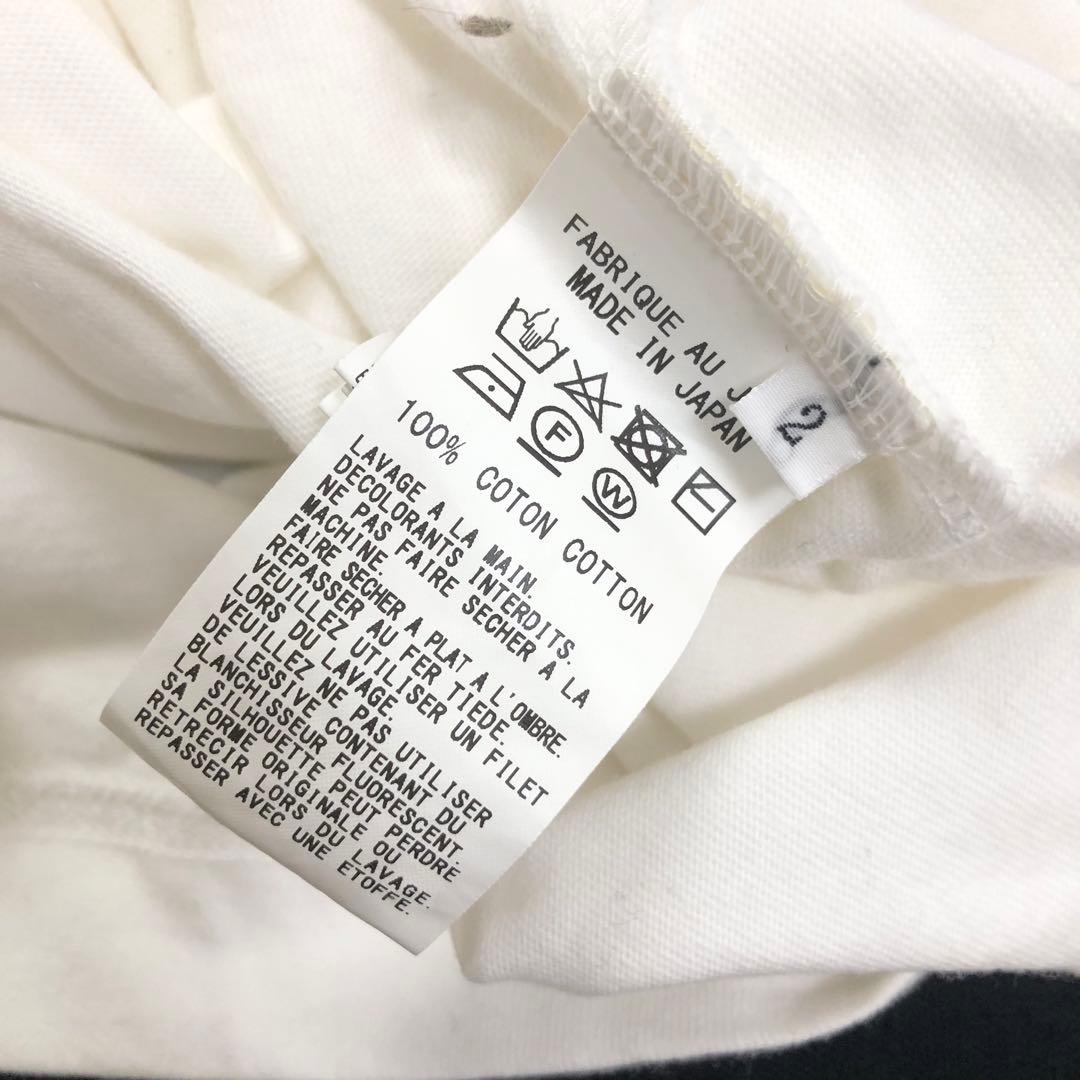 FABRIQUE AU
MADE IN JAPAN
2
F
W
100% COTON COTTON
LAVAGE A LA MAIN.
DECOLORANTS INTERDITS.
NE PAS FAIRE SECHER A LA
MACHINE.
FAIRE SECHER A PLAT A L'OMBRE.
REPASSER AU FER TIEDE.
VEUILLEZ UTILISER UN FILET
LORS DU LAVAGE.
VEUILLEZ NE PAS UTILISER
DE LESSIVE CONTENANT DU
BLANCHISSEUR FLUORESCENT.
LA SILHOUETTE PEUT PERDRE
SA FORME ORIGINALE OU
RETRECIR LORS DU LAVAGE.
REPASSER AVEC UNE ETOFFE.